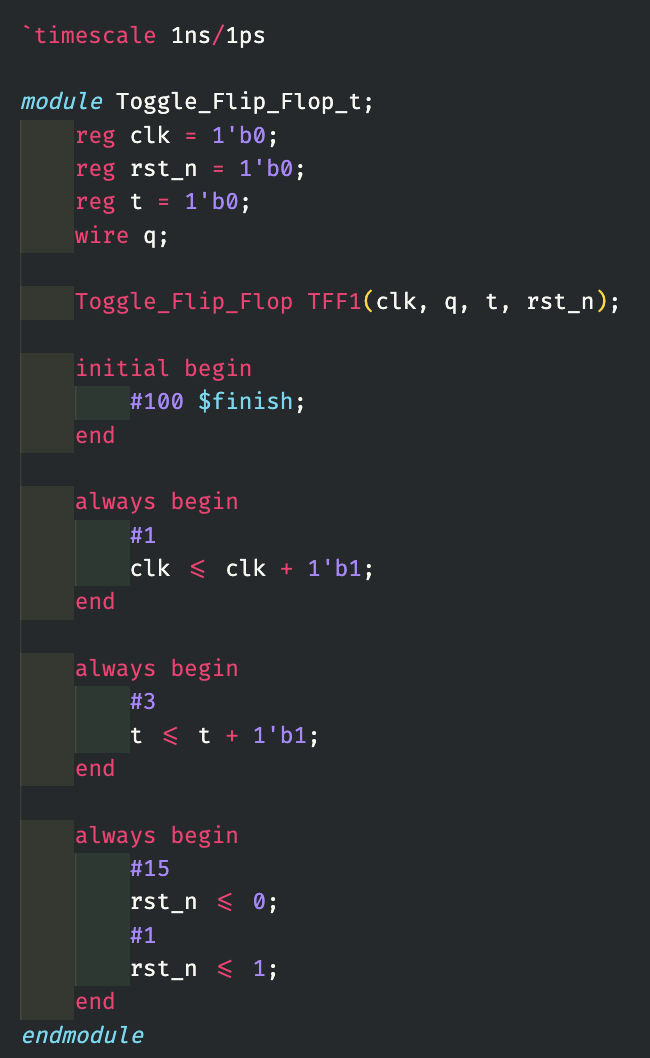 `timescale 1ns/1ps
module Toggle_Flip_Flop_t;
reg clk = 1'b0;
reg rst_n = 1'b0;
reg t = 1'b0;
wire q;
Toggle_Flip_Flop TFF1(clk, q, t, rst_n);
initial begin
#100 $finish;
end
always begin
#1
clk <= clk + 1'b1;
end
always begin
#3
t <= t + 1'b1;
end
always begin
#15
rst_n <= 0;
#1
rst_n <= 1;
end
endmodule